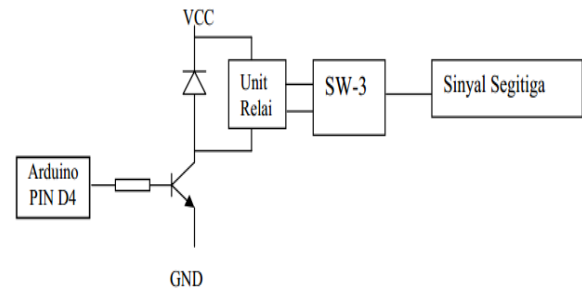 VCC
Unit
Relai
SW-3
Sinyal Segitiga
Arduino
PIN D4
GND